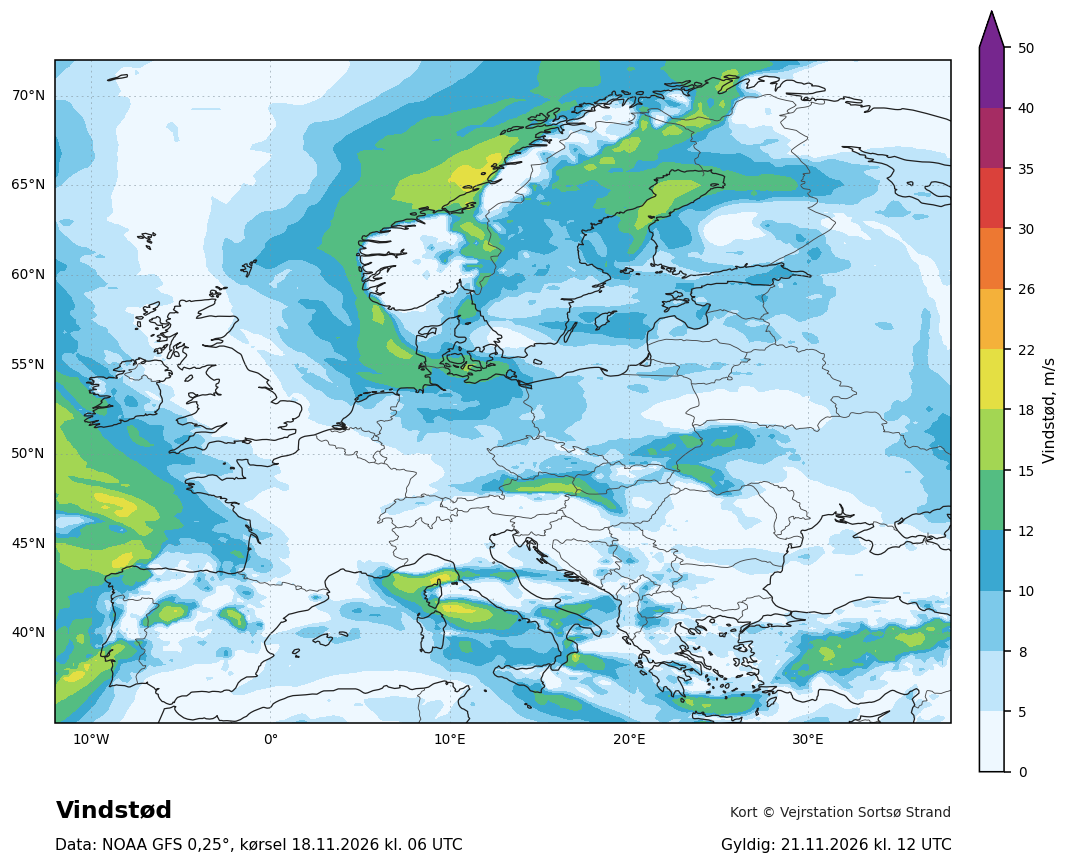 50
40
35
30
26
22
18
15
12
10
8
5
0
Vindstød, m/s
70°N
65°N
60°N
55°N
50°N
45°N
40°N
10°W
0°
10°E
20°E
30°E
Vindstød
Kort © Vejrstation Sortsø Strand
Data: NOAA GFS 0,25°, kørsel 18.11.2026 kl. 06 UTC
Gyldig: 21.11.2026 kl. 12 UTC